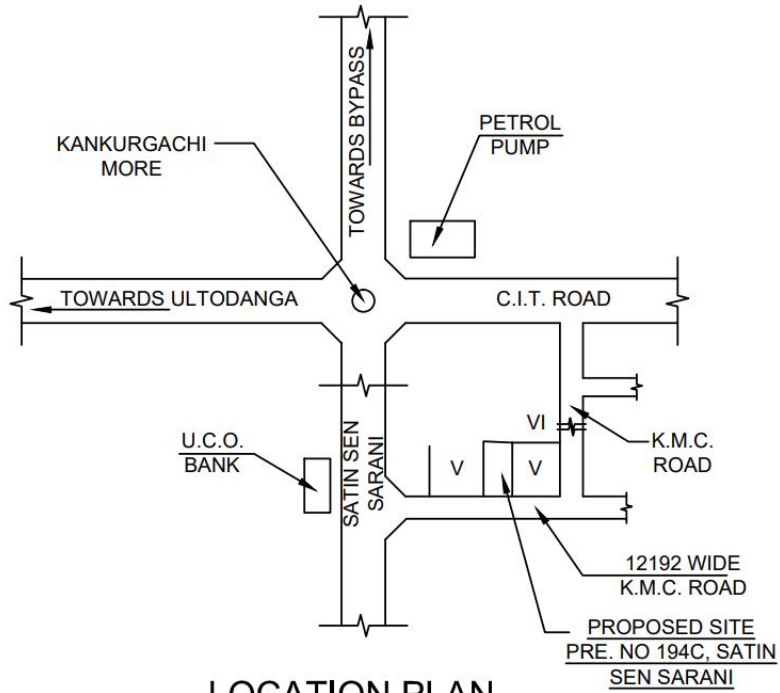 TOWARDS BYPASS
KANKURGACHI
MORE
PETROL
PUMP
TOWARDS ULTODANGA
C.I.T. ROAD
U.C.O.
BANK
SATIN SEN
SARANI
VI
V
V
K.M.C.
ROAD
12192 WIDE
K.M.C. ROAD
PROPOSED SITE
PRE. NO 194C, SATIN
SEN SARANI
LOCATION PLAN